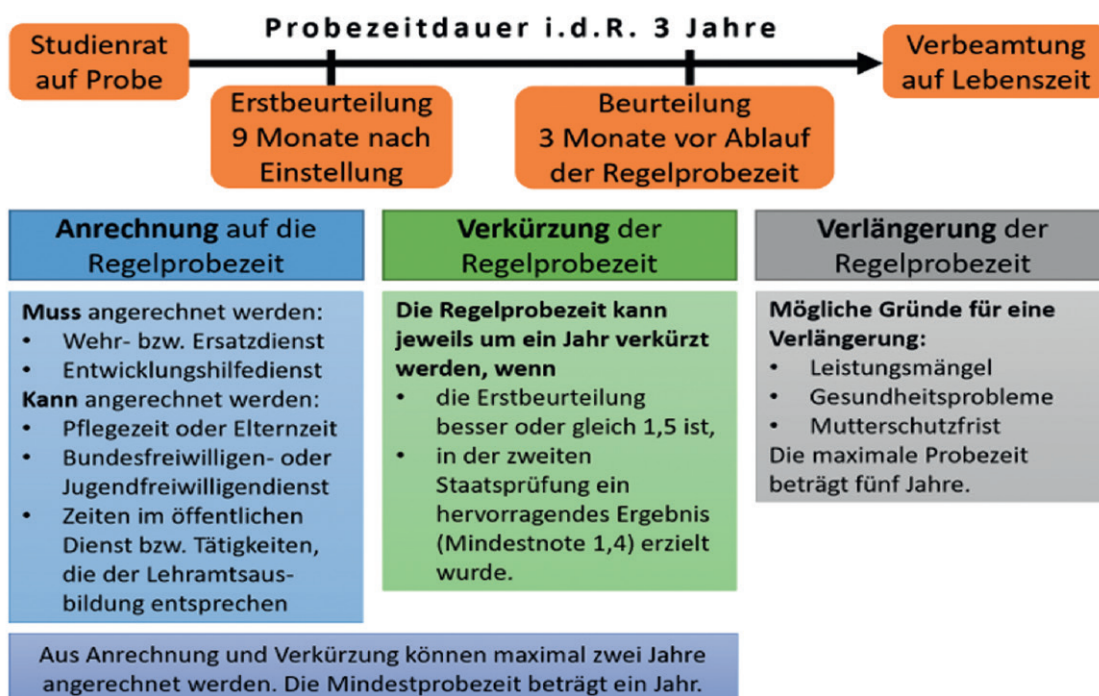 Probezeitdauer i.d.R. 3 Jahre
Studienrat
auf Probe
Erstbeurteilung
9 Monate nach
Einstellung
Beurteilung
3 Monate vor Ablauf
der Regelprobezeit
Verbeamtung
auf Lebenszeit
Anrechnung auf die
Regelprobezeit
Muss angerechnet werden:
• Wehr- bzw. Ersatzdienst
• Entwicklungshilfedienst
Kann angerechnet werden:
• Pflegezeit oder Elternzeit
• Bundesfreiwilligen- oder
Jugendfreiwilligendienst
• Zeiten im öffentlichen
Dienst bzw. Tätigkeiten,
die der Lehramtsaus-
bildung entsprechen
Verkürzung der
Regelprobezeit
Die Regelprobezeit kann
jeweils um ein Jahr verkürzt
werden, wenn
• die Erstbeurteilung
besser oder gleich 1,5 ist,
• in der zweiten
Staatsprüfung ein
hervorragendes Ergebnis
(Mindestnote 1,4) erzielt
wurde.
Verlängerung der
Regelprobezeit
Mögliche Gründe für eine
Verlängerung:
• Leistungsmängel
• Gesundheitsprobleme
• Mutterschutzfrist
Die maximale Probezeit
beträgt fünf Jahre.
Aus Anrechnung und Verkürzung können maximal zwei Jahre
angerechnet werden. Die Mindestprobezeit beträgt ein Jahr.